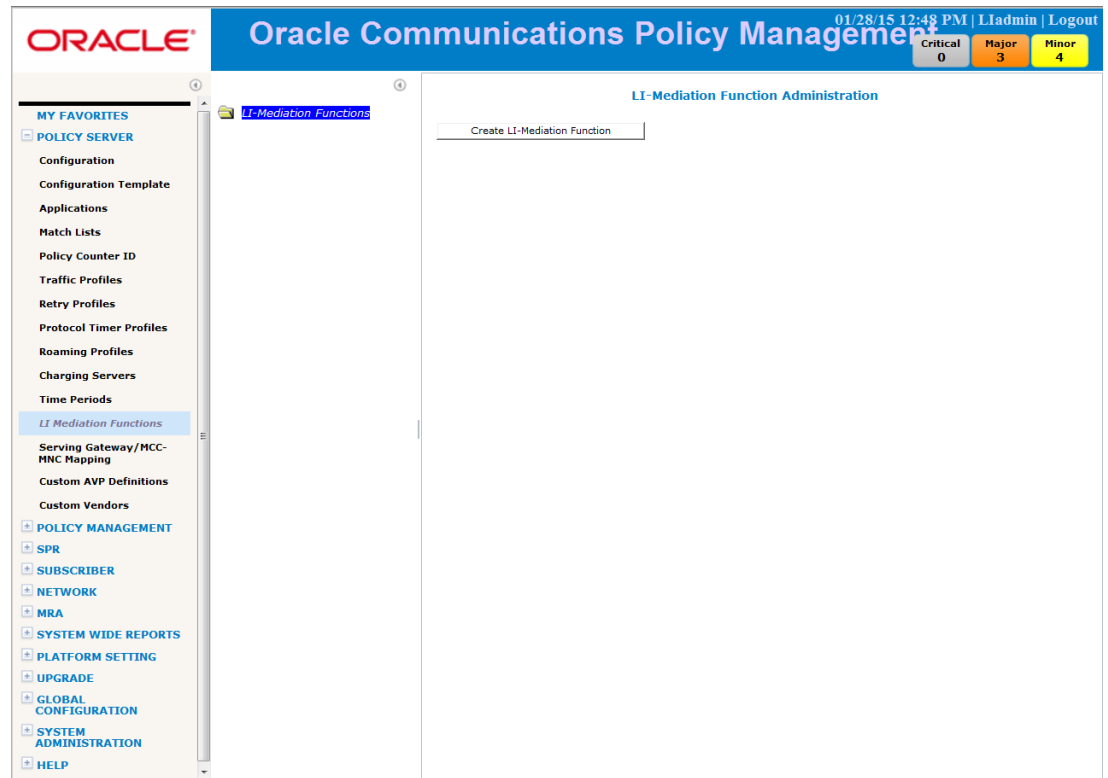 ORACLE
Oracle Communications Policy Management
01/28/15 12:48 PM | LIadmin | Logout
Critical
0
Major
3
Minor
4
MY FAVORITES
POLICY SERVER
Configuration
Configuration Template
Applications
Match Lists
Policy Counter ID
Traffic Profiles
Retry Profiles
Protocol Timer Profiles
Roaming Profiles
Charging Servers
Time Periods
LI Mediation Functions
Serving Gateway/MCC-
MNC Mapping
Custom AVP Definitions
Custom Vendors
POLICY MANAGEMENT
SPR
SUBSCRIBER
NETWORK
MRA
SYSTEM WIDE REPORTS
PLATFORM SETTING
UPGRADE
GLOBAL
CONFIGURATION
SYSTEM
ADMINISTRATION
HELP
LI-Mediation Functions
LI-Mediation Function Administration
Create LI-Mediation Function